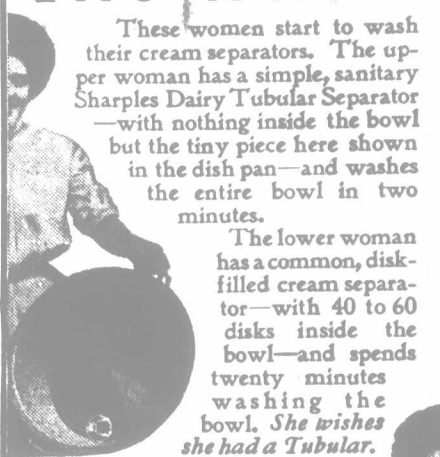 These women start to wash
their cream separators. The up-
per woman has a simple, sanitary
Sharples Dairy Tubular Separator
—with nothing inside the bowl
but the tiny piece here shown
in the dish pan—and washes
the entire bowl in two
minutes.
The lower woman
has a common, disk-
filled cream separa-
tor—with 40 to 60
disks inside the
bowl—and spends
twenty minutes
washing the
bowl. She wishes
she had a Tubular.